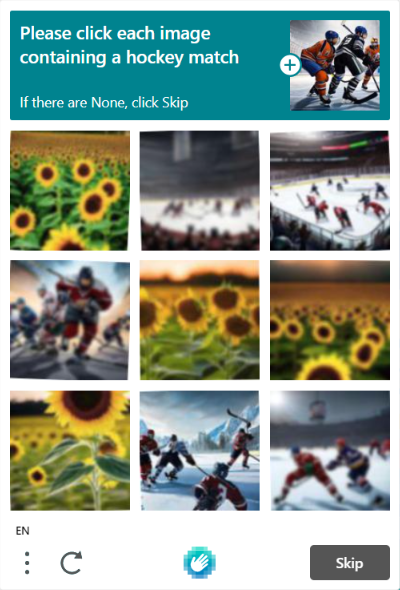 Please click each image
containing a hockey match
If there are None, click Skip
EN
Skip